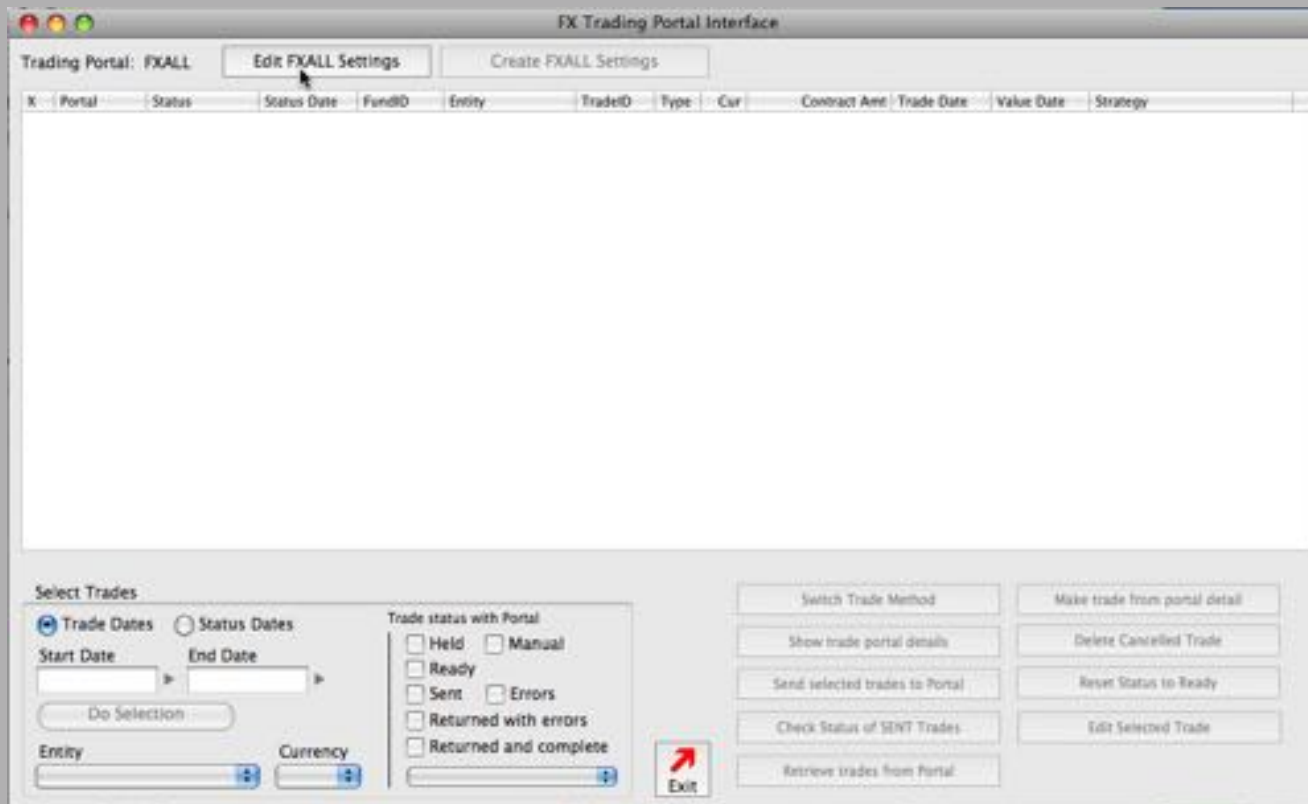 FX Trading Portal Interface
Trading Portal: FXALL Edit FXALL Settings Create FXALL Settings
X Portal Status Status Date FundID Entity TradeID Type Cur Contract Amt Trade Date Value Date Strategy
Select Trades
Trade Dates Status Dates
Start Date End Date
Do Selection
Entity Currency
Trade status with Portal
Held Manual
Ready
Sent Errors
Returned with errors
Returned and complete
Exit
Switch Trade Method
Show trade portal details
Send selected trades to Portal
Check Status of SENT Trades
Retrieve trades from Portal
Make trade from portal detail
Delete Cancelled Trade
Reset Status to Ready
Edit Selected Trade